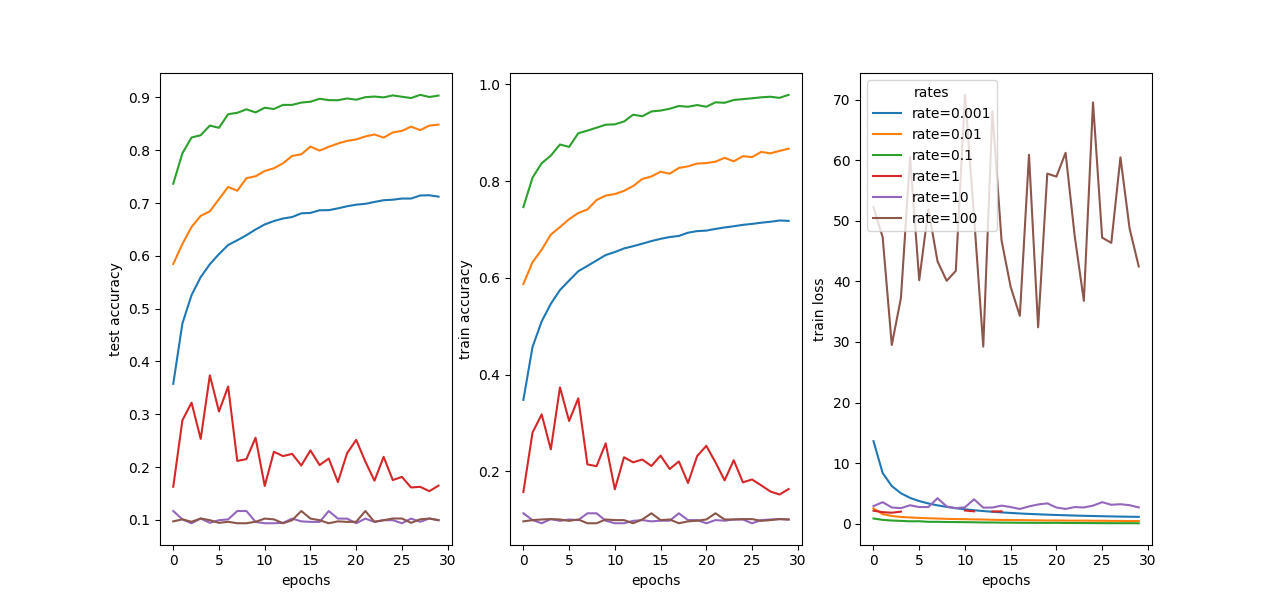 test accuracy
0.9
0.8
0.7
0.6
0.5
0.4
0.3
0.2
0.1
0 5 10 15 20 25 30
epochs
train accuracy
1.0
0.8
0.6
0.4
0.2
0 5 10 15 20 25 30
epochs
train loss
70
60
50
40
30
20
10
0
rates
rate=0.001
rate=0.01
rate=0.1
rate=1
rate=10
rate=100
0 5 10 15 20 25 30
epochs